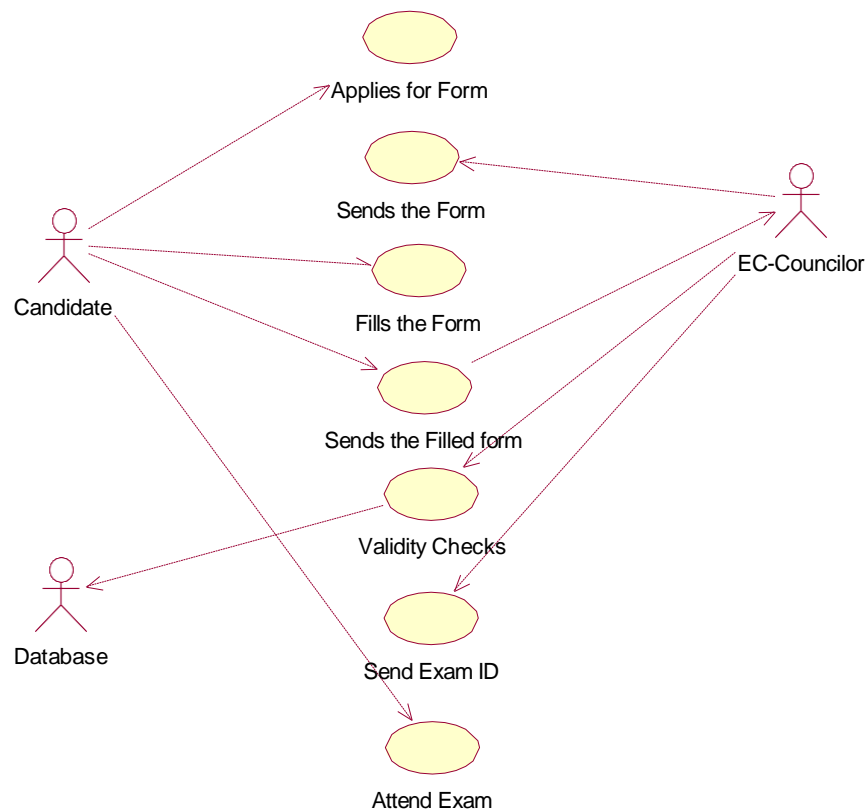 Applies for Form
Sends the Form
EC-Councilor
Candidate
Fills the Form
Sends the Filled form
Validity Checks
Database
Send Exam ID
Attend Exam